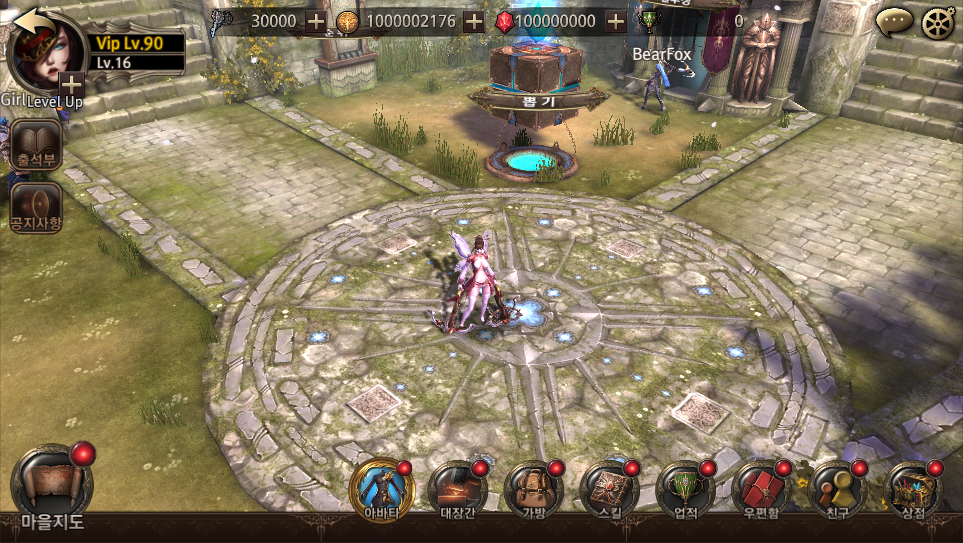 30000
1000002176
100000000
0
Vip Lv.90
Lv.16
BearFox
Girl
Level Up
뽑 기
출석부
공지사항
마을지도
아바타
대장간
가방
스킬
업적
우편함
친구
상점